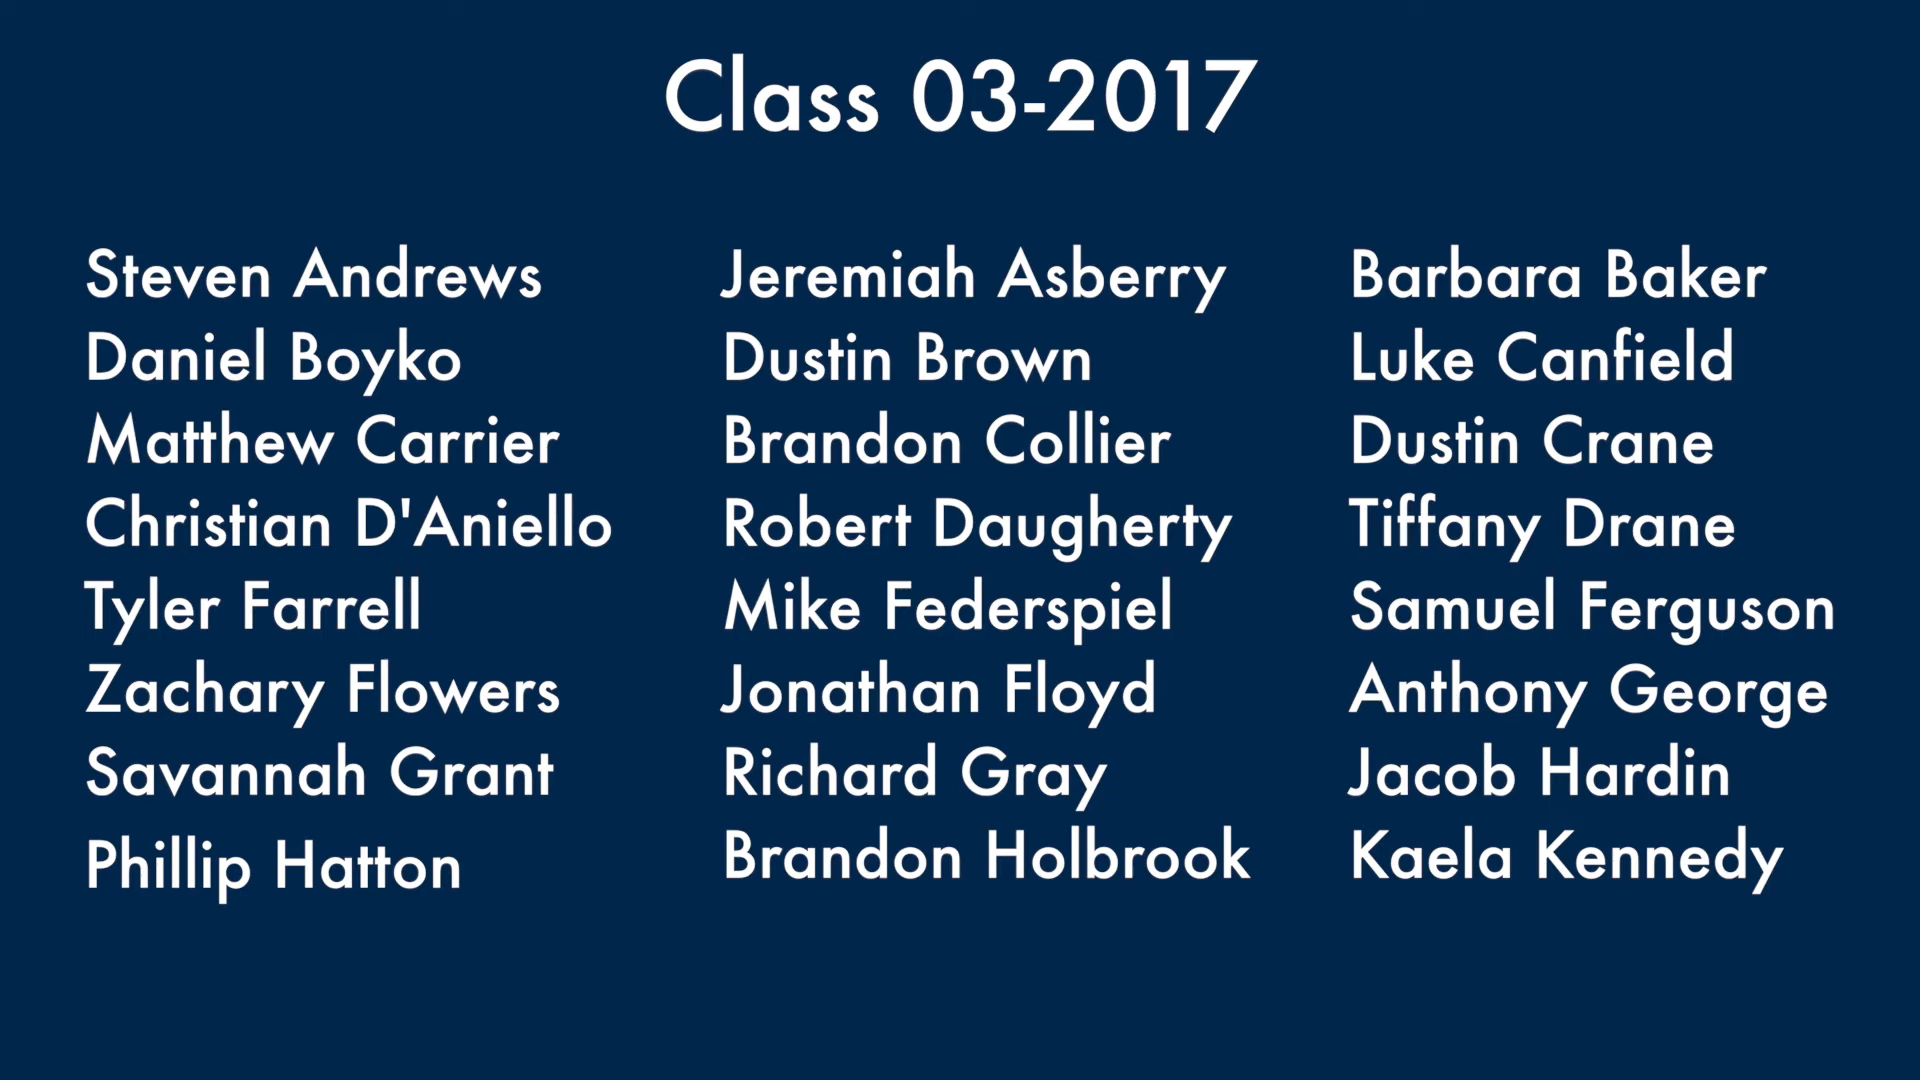 Class 03-2017
Steven Andrews Jeremiah Asberry Barbara Baker
Daniel Boyko Dustin Brown Luke Canfield
Matthew Carrier Brandon Collier Dustin Crane
Christian D'Aniello Robert Daugherty Tiffany Drane
Tyler Farrell Mike Federspiel Samuel Ferguson
Zachary Flowers Jonathan Floyd Anthony George
Savannah Grant Richard Gray Jacob Hardin
Phillip Hatton Brandon Holbrook Kaela Kennedy